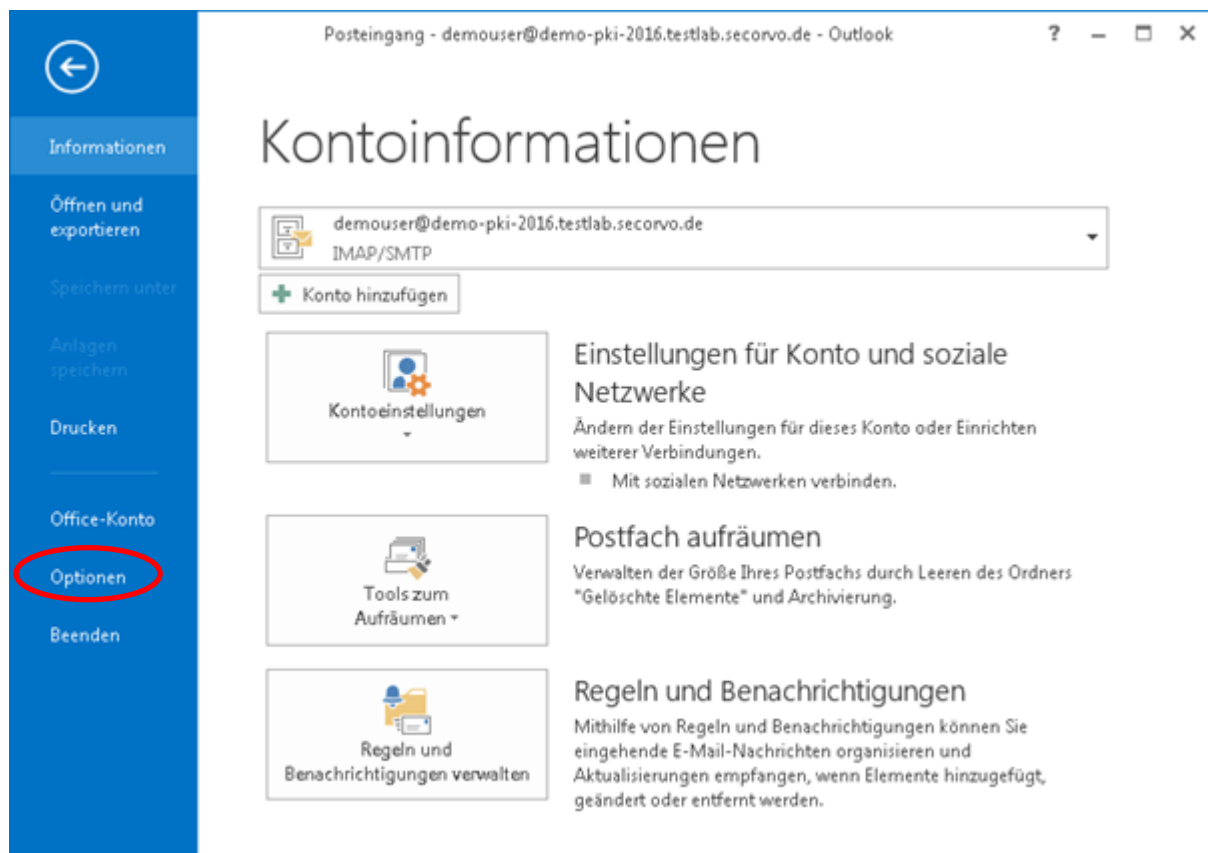 Posteingang - demouser@demo-pki-2016.testlab.secorvo.de - Outlook
?
Informationen
Öffnen und
exportieren
Speichern unter
Anlagen
speichern
Drucken
Office-Konto
Optionen
Beenden
Kontoinformationen
demouser@demo-pki-2016.testlab.secorvo.de
IMAP/SMTP
Konto hinzufügen
Kontoeinstellungen
Einstellungen für Konto und soziale
Netzwerke
Ändern der Einstellungen für dieses Konto oder Einrichten
weiterer Verbindungen.
Mit sozialen Netzwerken verbinden.
Tools zum
Aufräumen
Postfach aufräumen
Verwalten der Größe Ihres Postfachs durch Leeren des Ordners
"Gelöschte Elemente" und Archivierung.
Regeln und
Benachrichtigungen verwalten
Regeln und Benachrichtigungen
Mithilfe von Regeln und Benachrichtigungen können Sie
eingehende E-Mail-Nachrichten organisieren und
Aktualisierungen empfangen, wenn Elemente hinzugefügt,
geändert oder entfernt werden.